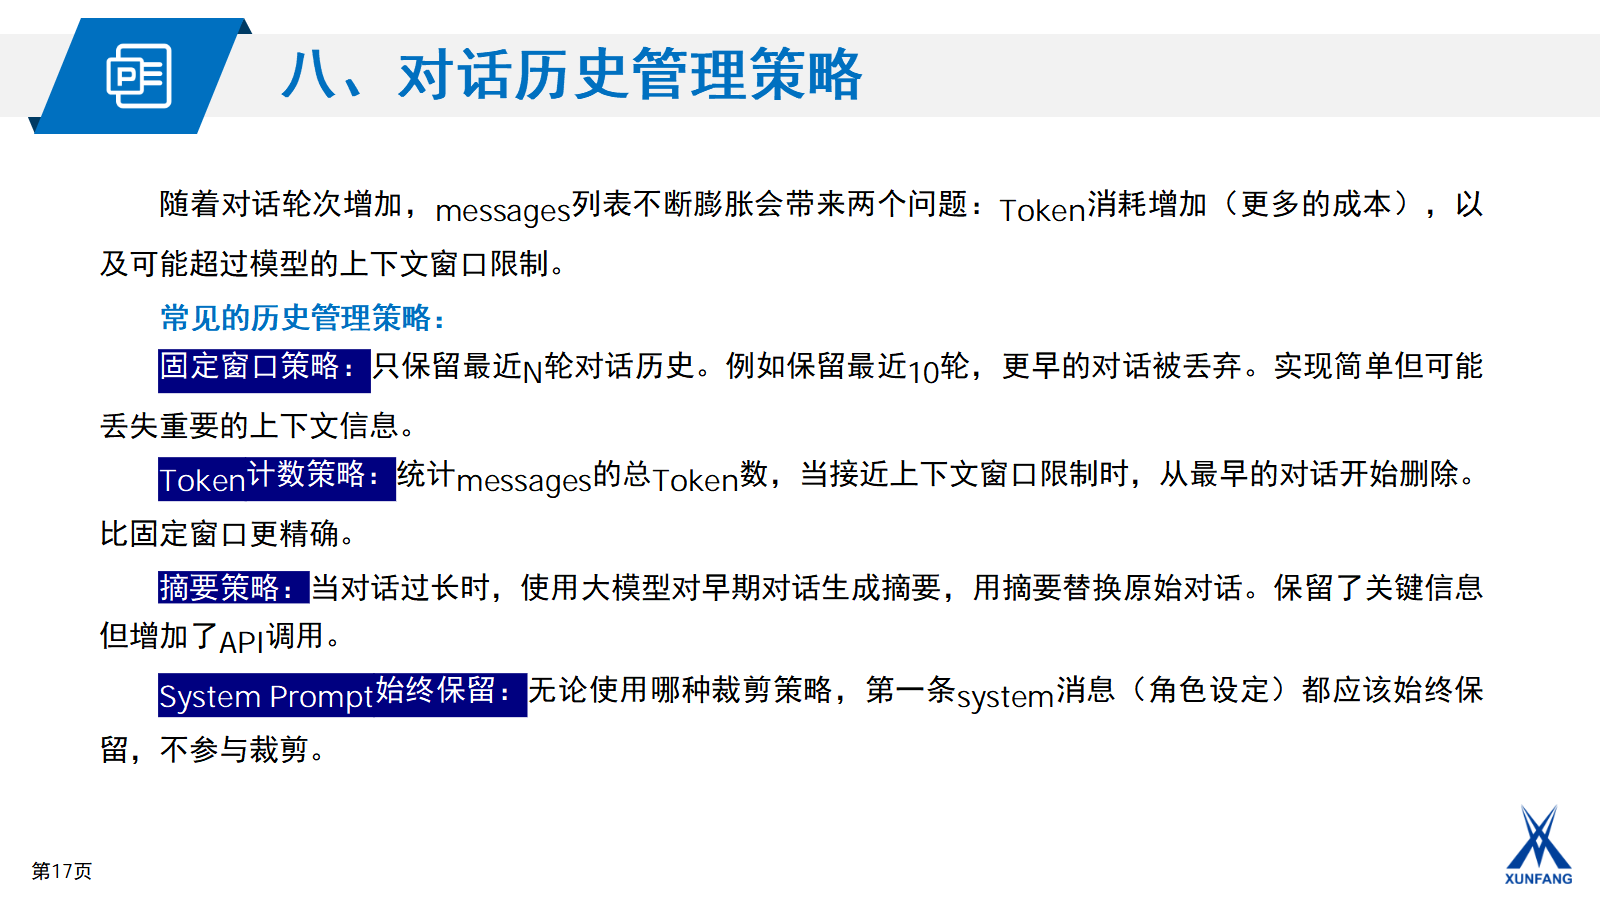 八、对话历史管理策略
随着对话轮次增加，messages列表不断膨胀会带来两个问题：Token消耗增加（更多的成本），以
及可能超过模型的上下文窗口限制。
常见的历史管理策略：
固定窗口策略：只保留最近N轮对话历史。例如保留最近10轮，更早的对话被丢弃。实现简单但可能
丢失重要的上下文信息。
Token计数策略：统计messages的总Token数，当接近上下文窗口限制时，从最早的对话开始删除。
比固定窗口更精确。
摘要策略：当对话过长时，使用大模型对早期对话生成摘要，用摘要替换原始对话。保留了关键信息
但增加了API调用。
System Prompt始终保留：无论使用哪种裁剪策略，第一条system消息（角色设定）都应该始终保
留，不参与裁剪。
第17页
XUNFANG